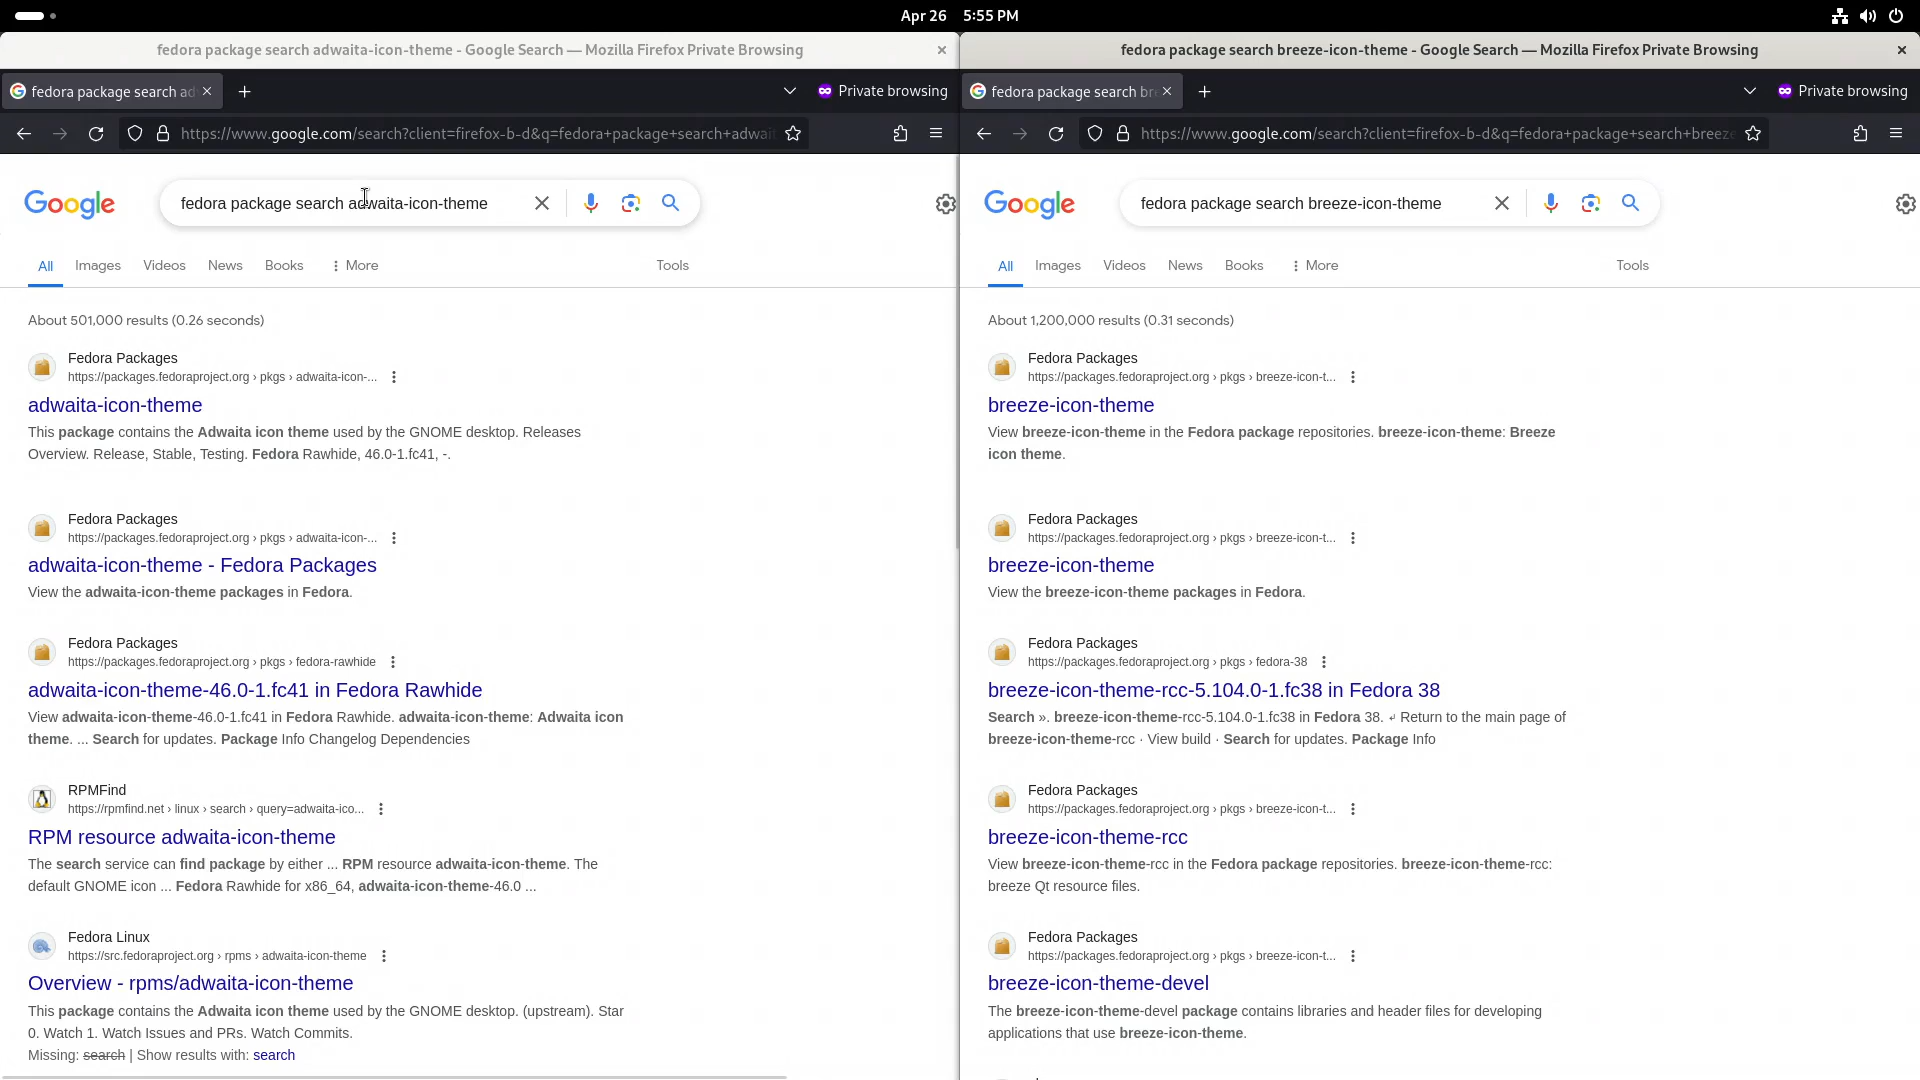 Apr 26 5:55 PM
fedora package search adwaita-icon-theme - Google Search — Mozilla Firefox Private Browsing
fedora package search ad
Private browsing
https://www.google.com/search?client=firefox-b-d&q=fedora+package+search+adwai
Google
fedora package search adwaita-icon-theme
All Images Videos News Books More Tools
About 501,000 results (0.26 seconds)
Fedora Packages
https://packages.fedoraproject.org › pkgs › adwaita-icon-...
adwaita-icon-theme
This package contains the Adwaita icon theme used by the GNOME desktop. Releases
Overview. Release, Stable, Testing. Fedora Rawhide, 46.0-1.fc41, -.
Fedora Packages
https://packages.fedoraproject.org › pkgs › adwaita-icon-...
adwaita-icon-theme - Fedora Packages
View the adwaita-icon-theme packages in Fedora.
Fedora Packages
https://packages.fedoraproject.org › pkgs › fedora-rawhide
adwaita-icon-theme-46.0-1.fc41 in Fedora Rawhide
View adwaita-icon-theme-46.0-1.fc41 in Fedora Rawhide. adwaita-icon-theme: Adwaita icon
theme. ... Search for updates. Package Info Changelog Dependencies
RPMFind
https://rpmfind.net › linux › search › query=adwaita-ico...
RPM resource adwaita-icon-theme
The search service can find package by either ... RPM resource adwaita-icon-theme. The
default GNOME icon ... Fedora Rawhide for x86_64, adwaita-icon-theme-46.0 ...
Fedora Linux
https://src.fedoraproject.org › rpms › adwaita-icon-theme
Overview - rpms/adwaita-icon-theme
This package contains the Adwaita icon theme used by the GNOME desktop. (upstream). Star
0. Watch 1. Watch Issues and PRs. Watch Commits.
Missing: search | Show results with: search
fedora package search breeze-icon-theme - Google Search — Mozilla Firefox Private Browsing
fedora package search bre
Private browsing
https://www.google.com/search?client=firefox-b-d&q=fedora+package+search+breeze
Google
fedora package search breeze-icon-theme
All Images Videos News Books More Tools
About 1,200,000 results (0.31 seconds)
Fedora Packages
https://packages.fedoraproject.org › pkgs › breeze-icon-t...
breeze-icon-theme
View breeze-icon-theme in the Fedora package repositories. breeze-icon-theme: Breeze
icon theme.
Fedora Packages
https://packages.fedoraproject.org › pkgs › breeze-icon-t...
breeze-icon-theme
View the breeze-icon-theme packages in Fedora.
Fedora Packages
https://packages.fedoraproject.org › pkgs › fedora-38
breeze-icon-theme-rcc-5.104.0-1.fc38 in Fedora 38
Search ». breeze-icon-theme-rcc-5.104.0-1.fc38 in Fedora 38. ↵ Return to the main page of
breeze-icon-theme-rcc · View build · Search for updates. Package Info
Fedora Packages
https://packages.fedoraproject.org › pkgs › breeze-icon-t...
breeze-icon-theme-rcc
View breeze-icon-theme-rcc in the Fedora package repositories. breeze-icon-theme-rcc:
breeze Qt resource files.
Fedora Packages
https://packages.fedoraproject.org › pkgs › breeze-icon-t...
breeze-icon-theme-devel
The breeze-icon-theme-devel package contains libraries and header files for developing
applications that use breeze-icon-theme.